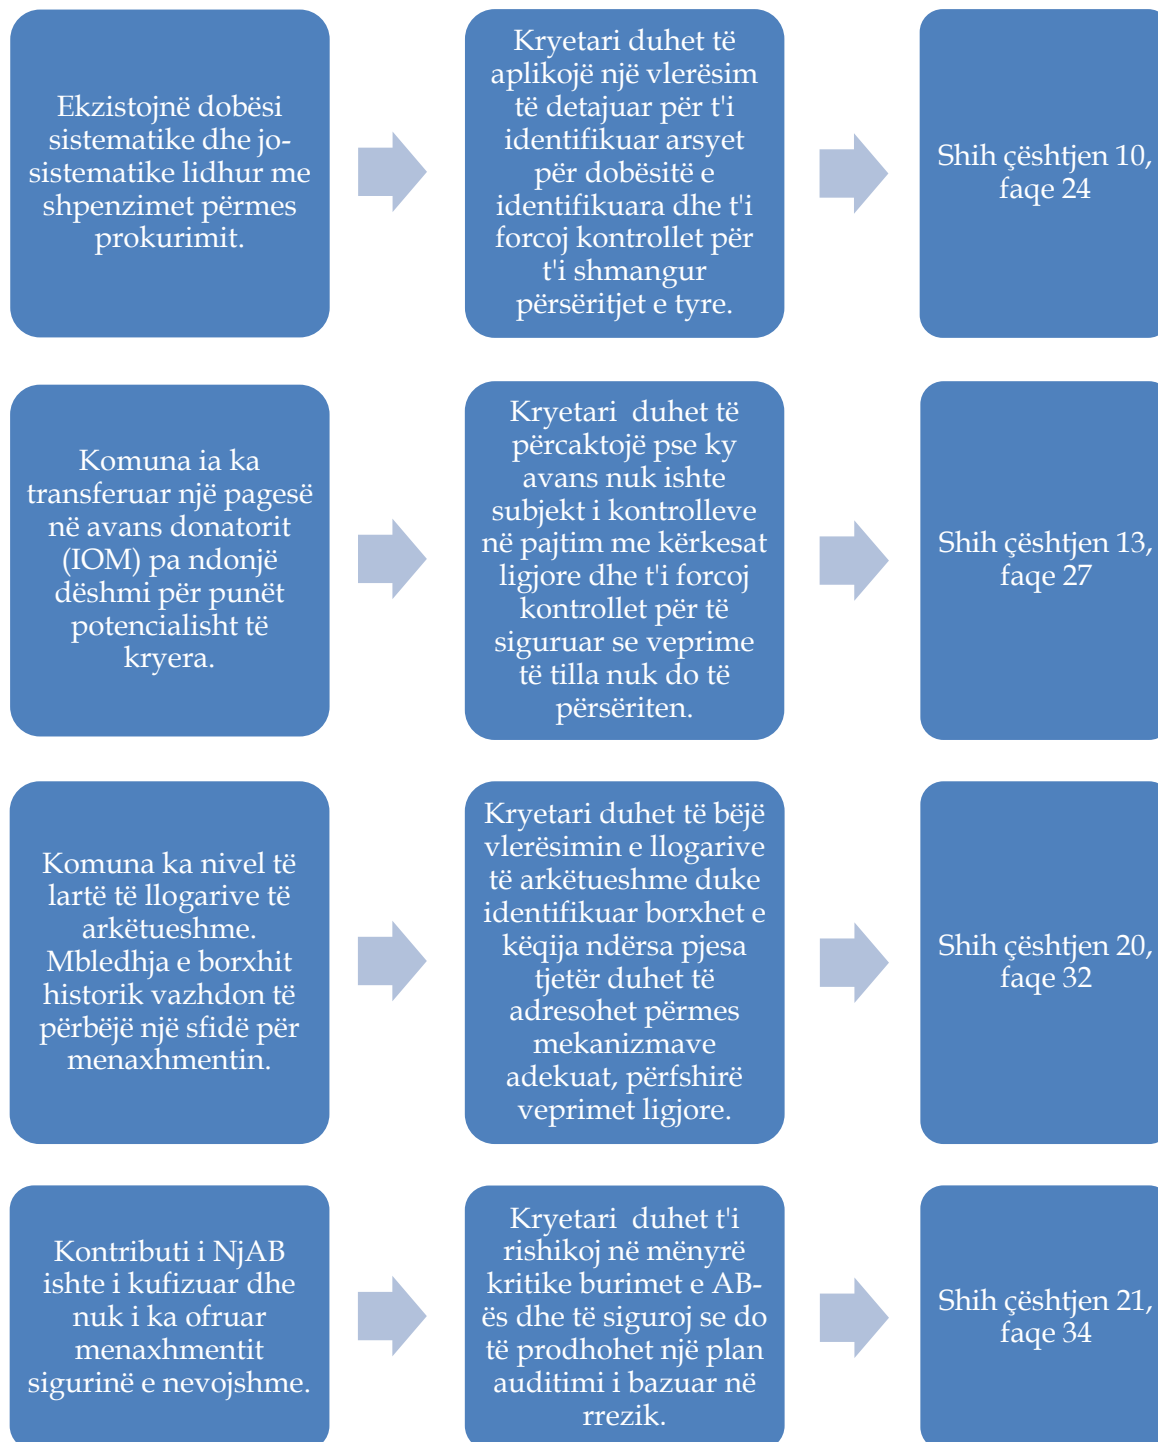 Ekzistojnë dobësi
sistematike dhe jo-
sistematike lidhur me
shpenzimet përmes
prokurimit.
Kryetari duhet të
aplikojë një vlerësim
të detajuar për t'i
identifikuar arsyet
për dobësitë e
identifikuara dhe t'i
forcoj kontrollet për
t'i shmangur
përsëritjet e tyre.
Shih çështjen 10,
faqe 24
Komuna ia ka
transferuar një pagesë
në avans donatorit
(IOM) pa ndonjë
dëshmi për punët
potencialisht të
kryera.
Kryetari  duhet të
përcaktojë pse ky
avans nuk ishte
subjekt i kontrolleve
në pajtim me kërkesat
ligjore dhe t'i forcoj
kontrollet për të
siguruar se veprime
të tilla nuk do të
përsëriten.
Shih çështjen 13,
faqe 27
Komuna ka nivel të
lartë të llogarive të
arkëtueshme.
Mbledhja e borxhit
historik vazhdon të
përbëjë një sfidë për
menaxhmentin.
Kryetari duhet të bëjë
vlerësimin e llogarive
të arkëtueshme duke
identifikuar borxhet e
këqija ndërsa pjesa
tjetër duhet të
adresohet përmes
mekanizmave
adekuat, përfshirë
veprimet ligjore.
Shih çështjen 20,
faqe 32
Kontributi i NjAB
ishte i kufizuar dhe
nuk i ka ofruar
menaxhmentit
sigurinë e nevojshme.
Kryetari  duhet t'i
rishikoj në mënyrë
kritike burimet e AB-
ës dhe të siguroj se do
të prodhohet një plan
auditimi i bazuar në
rrezik.
Shih çështjen 21,
faqe 34